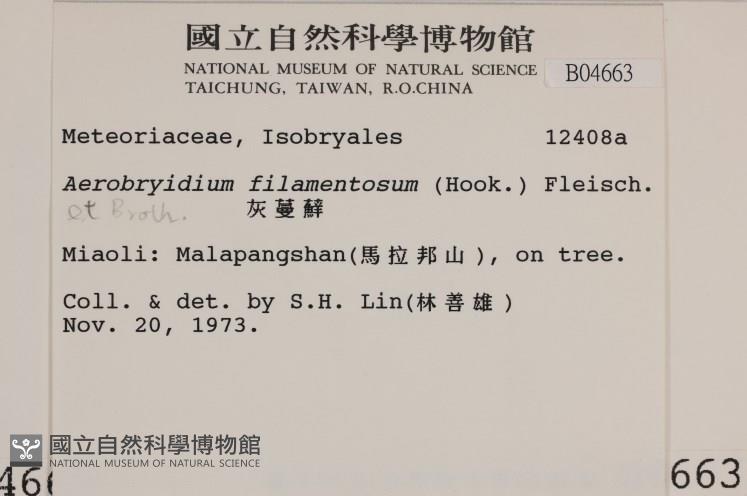 國立自然科學博物館
NATIONAL MUSEUM OF NATURAL SCIENCE B04663
TAICHUNG, TAIWAN, R.O.CHINA
Meteoriaceae, Isobryales 12408a
Aerobryidium filamentosum (Hook.) Fleisch.
et Broth. 灰蔓蘚
Miaoli: Malapangshan(馬拉邦山), on tree.
Coll. & det. by S.H. Lin(林善雄)
Nov. 20, 1973.
國立自然科學博物館
NATIONAL MUSEUM OF NATURAL SCIENCE
466 663